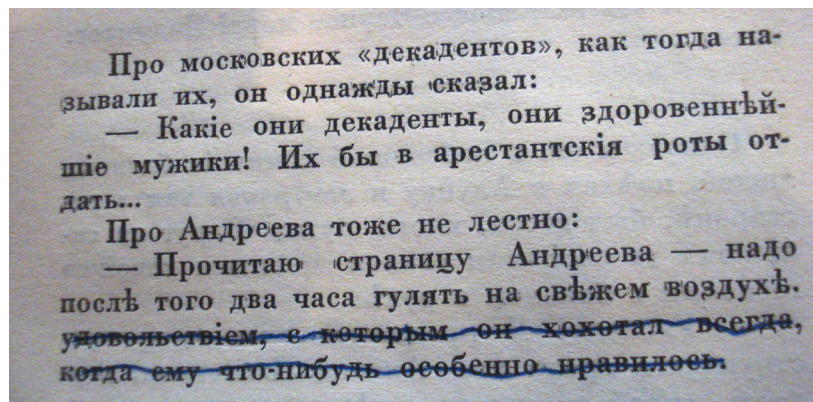 Про московских «декадентов», как тогда на-
зывали их, он однажды сказал:
— Какіе они декаденты, они здоровеннѣй-
шіе мужики! Их бы в арестантскія роты от-
дать...
Про Андреева тоже не лестно:
— Прочитаю страницу Андреева — надо
послѣ того два часа гулять на свѣжем воздухѣ.
удовольствіем, с которым он хохотал всегда,
когда ему что-нибудь особенно нравилось.